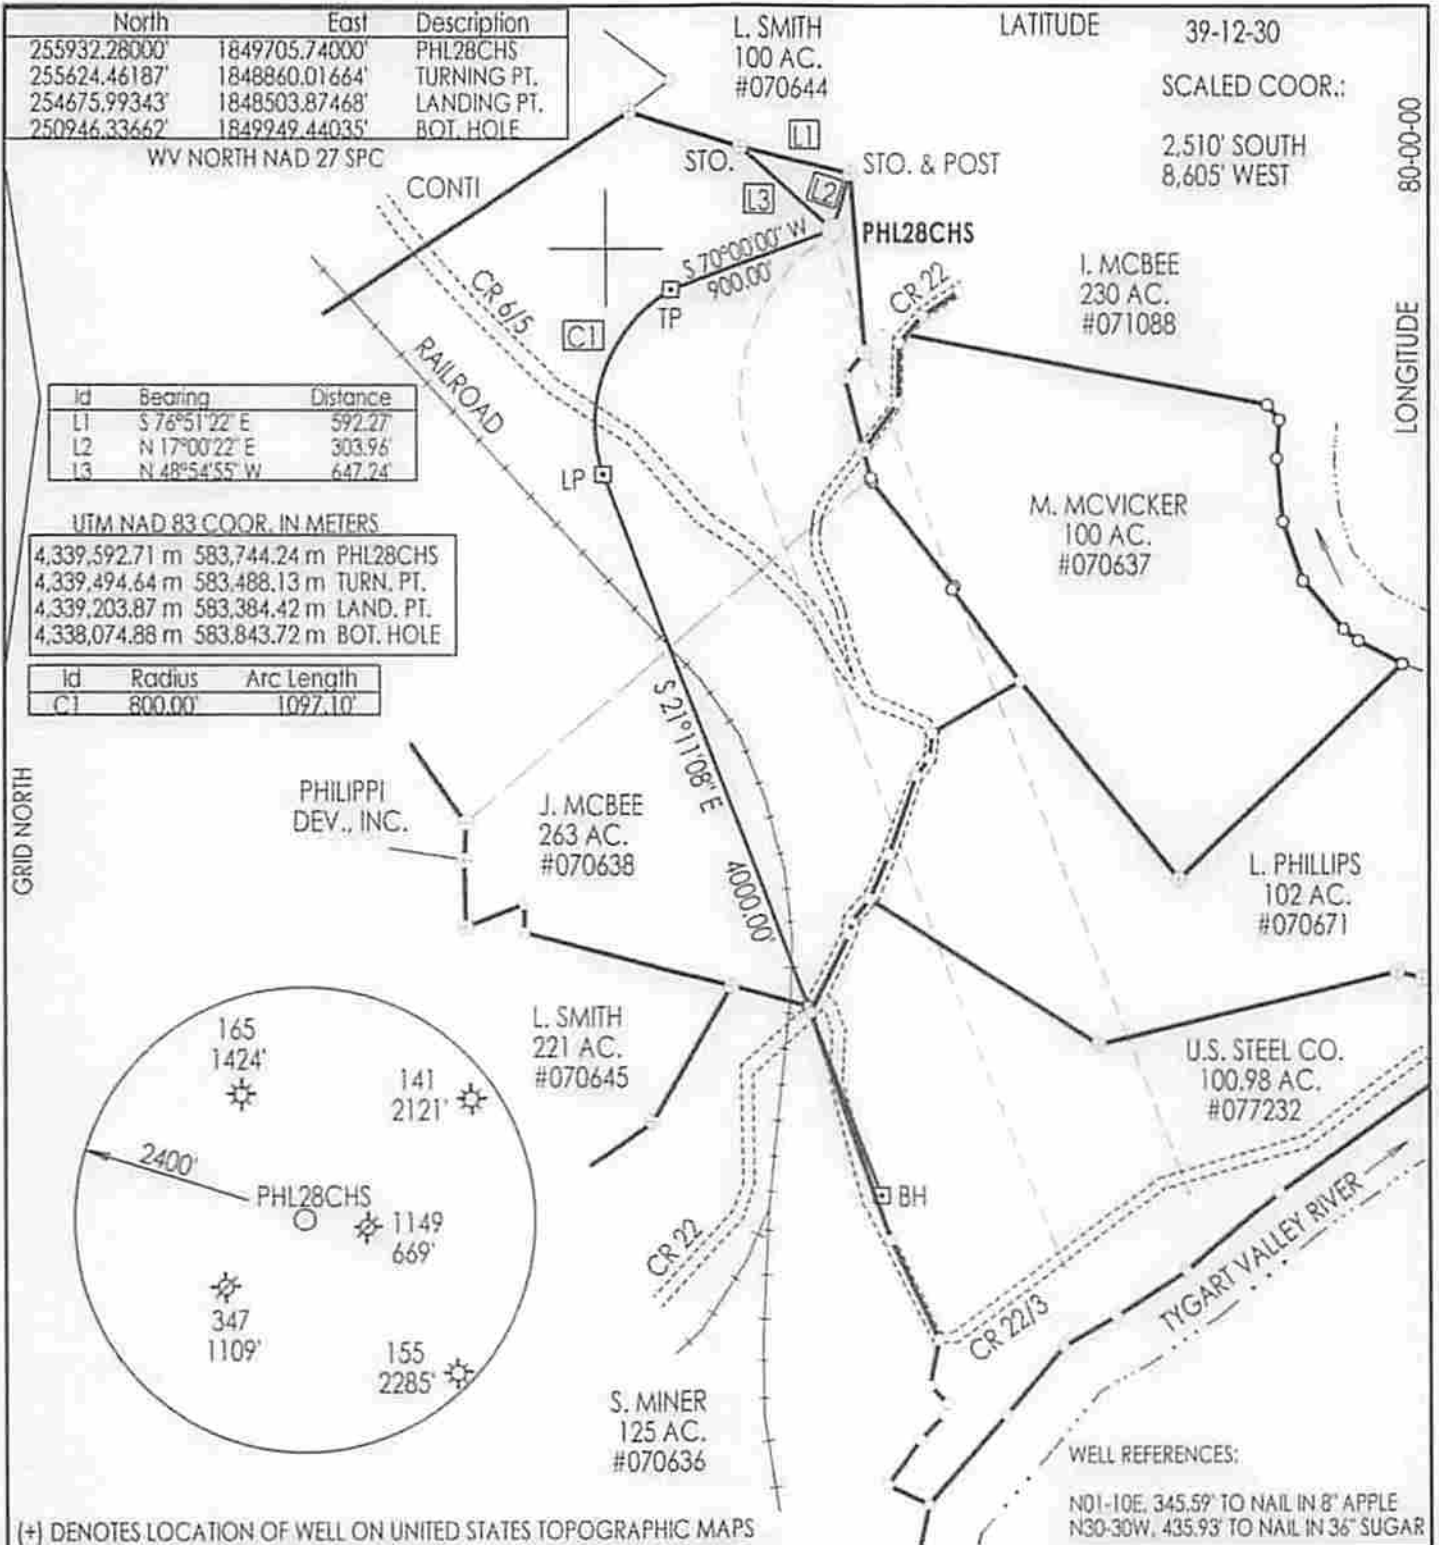 North East Description
255932.28000' 1849705.74000' PHL28CHS
255624.46187' 1848860.01664' TURNING PT.
254675.99343' 1848503.87468' LANDING PT.
250946.33662' 1849949.44035' BOT. HOLE
WV NORTH NAD 27 SPC
L. SMITH
100 AC.
#070644
LATITUDE 39-12-30
SCALED COOR.:
2,510' SOUTH
8,605' WEST
80-00-00
LONGITUDE
CONTI
STO.
L1
STO. & POST
L2
L3
PHL28CHS
S 70°00'00" W
900.00'
TP
C1
CR 6/5
RAILROAD
CR 22
I. MCBEE
230 AC.
#071088
Id Bearing Distance
L1 S 76°51'22" E 592.27'
L2 N 17°00'22" E 303.96'
L3 N 48°54'55" W 647.24'
LP
M. MCVICKER
100 AC.
#070637
UTM NAD 83 COOR. IN METERS
4,339,592.71 m 583,744.24 m PHL28CHS
4,339,494.64 m 583,488.13 m TURN. PT.
4,339,203.87 m 583,384.42 m LAND. PT.
4,338,074.88 m 583,843.72 m BOT. HOLE
Id Radius Arc Length
C1 800.00' 1097.10'
S 21°11'08" E
4000.00'
GRID NORTH
PHILIPPI
DEV., INC.
J. MCBEE
263 AC.
#070638
L. PHILLIPS
102 AC.
#070671
L. SMITH
221 AC.
#070645
U.S. STEEL CO.
100.98 AC.
#077232
165
1424'
141
2121'
2400'
PHL28CHS
1149
669'
347
1109'
155
2285'
BH
CR 22
CR 22/3
TYGART VALLEY RIVER
S. MINER
125 AC.
#070636
WELL REFERENCES:
N01-10E, 345.59' TO NAIL IN 8" APPLE
N30-30W, 435.93' TO NAIL IN 36" SUGAR
(+) DENOTES LOCATION OF WELL ON UNITED STATES TOPOGRAPHIC MAPS